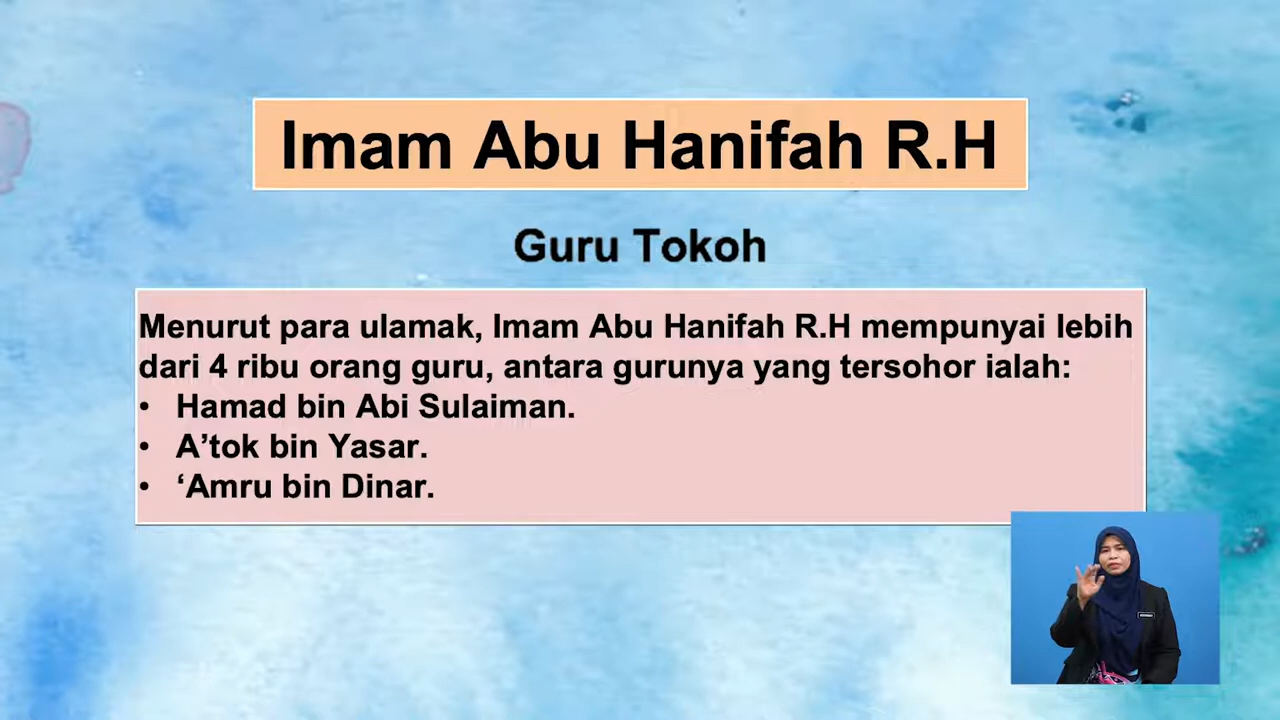 Imam Abu Hanifah R.H
Guru Tokoh
Menurut para ulamak, Imam Abu Hanifah R.H mempunyai lebih
dari 4 ribu orang guru, antara gurunya yang tersohor ialah:
• Hamad bin Abi Sulaiman.
• A’tok bin Yasar.
• ‘Amru bin Dinar.